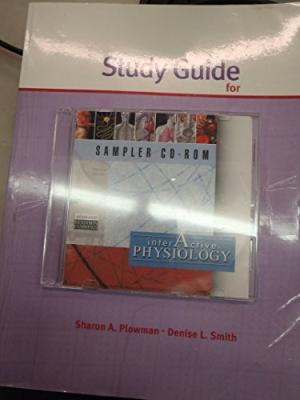 Study Guide
for
SAMPLER CD-ROM
interActive
PHYSIOLOGY
Sharon A. Plowman • Denise L. Smith